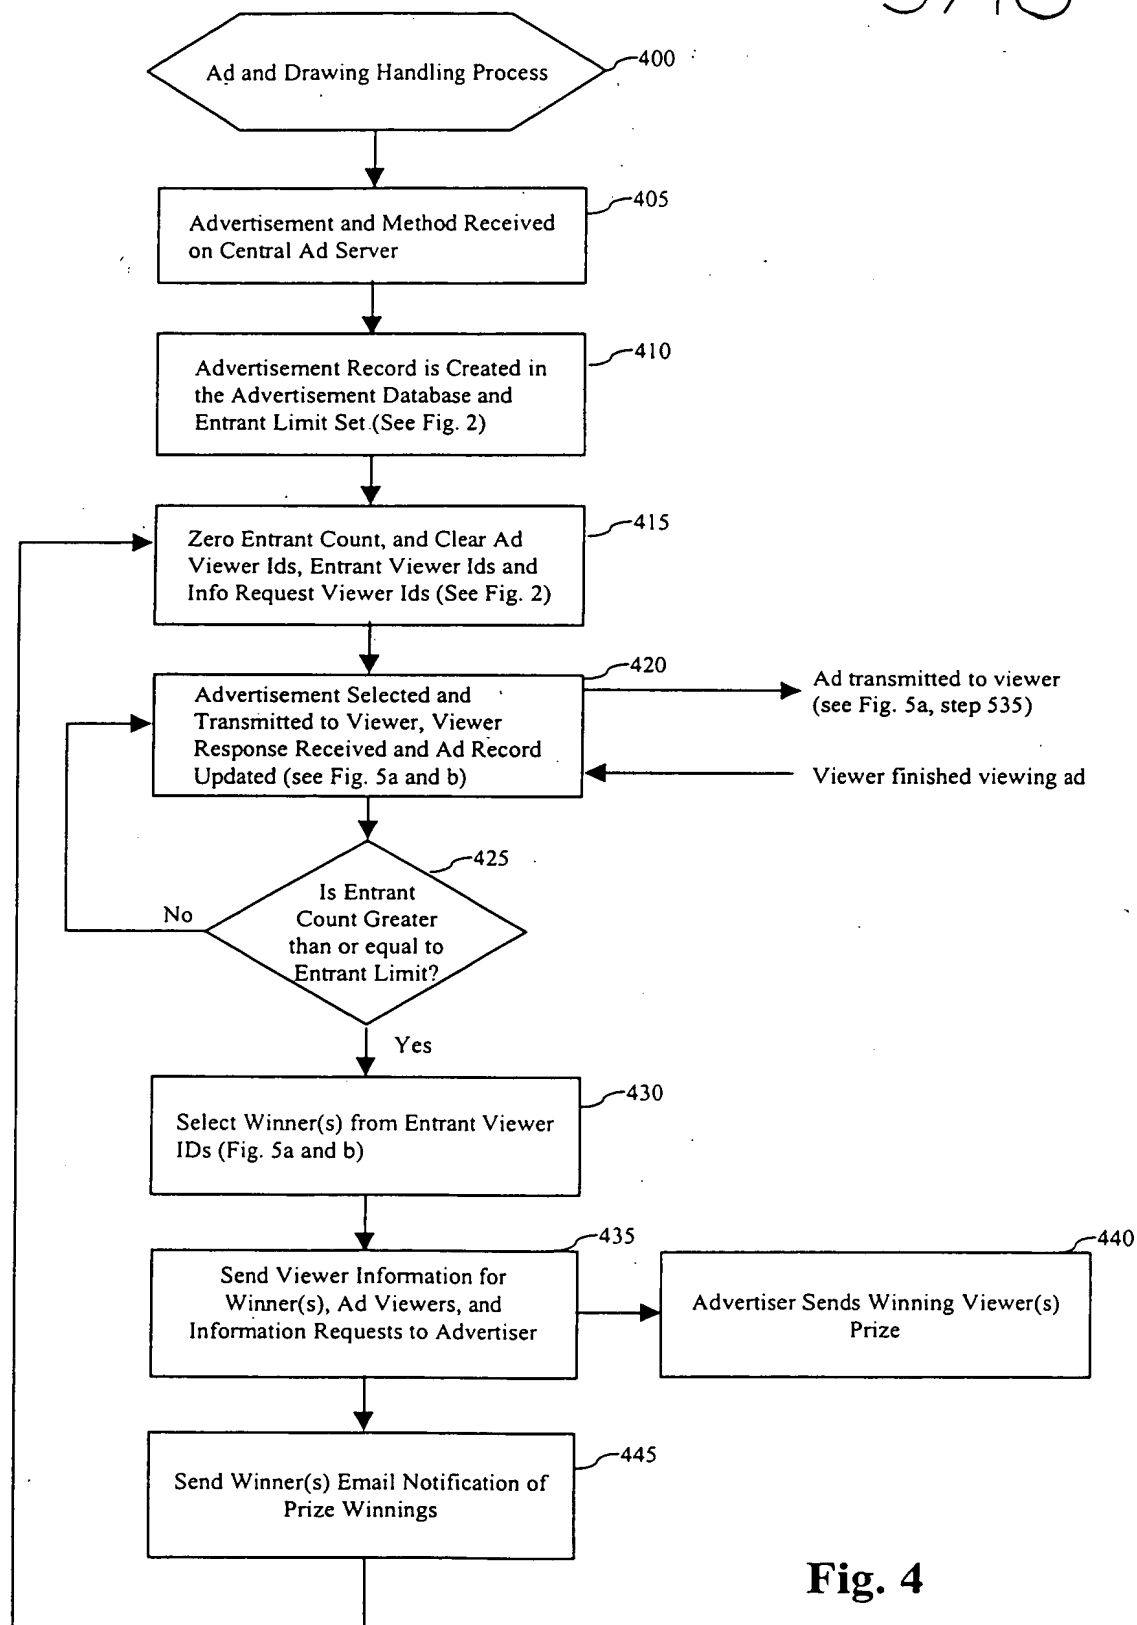 Ad and Drawing Handling Process
400
405
Advertisement and Method Received
on Central Ad Server
410
Advertisement Record is Created in
the Advertisement Database and
Entrant Limit Set (See Fig. 2)
415
Zero Entrant Count, and Clear Ad
Viewer Ids, Entrant Viewer Ids and
Info Request Viewer Ids (See Fig. 2)
420
Advertisement Selected and
Transmitted to Viewer, Viewer
Response Received and Ad Record
Updated (see Fig. 5a and b)
Ad transmitted to viewer
(see Fig. 5a, step 535)
Viewer finished viewing ad
425
Is Entrant
Count Greater
than or equal to
Entrant Limit?
No
Yes
430
Select Winner(s) from Entrant Viewer
IDs (Fig. 5a and b)
435
Send Viewer Information for
Winner(s), Ad Viewers, and
Information Requests to Advertiser
440
Advertiser Sends Winning Viewer(s)
Prize
445
Send Winner(s) Email Notification of
Prize Winnings
Fig. 4